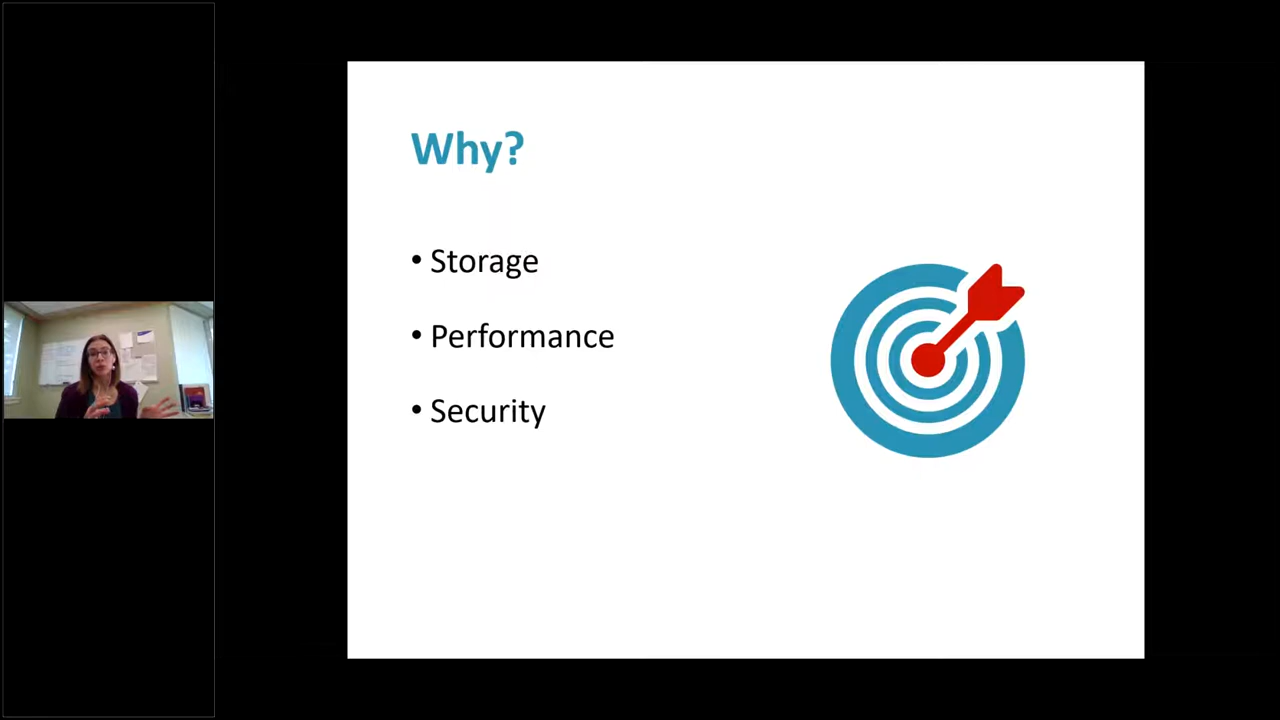 Why?
• Storage
• Performance
• Security